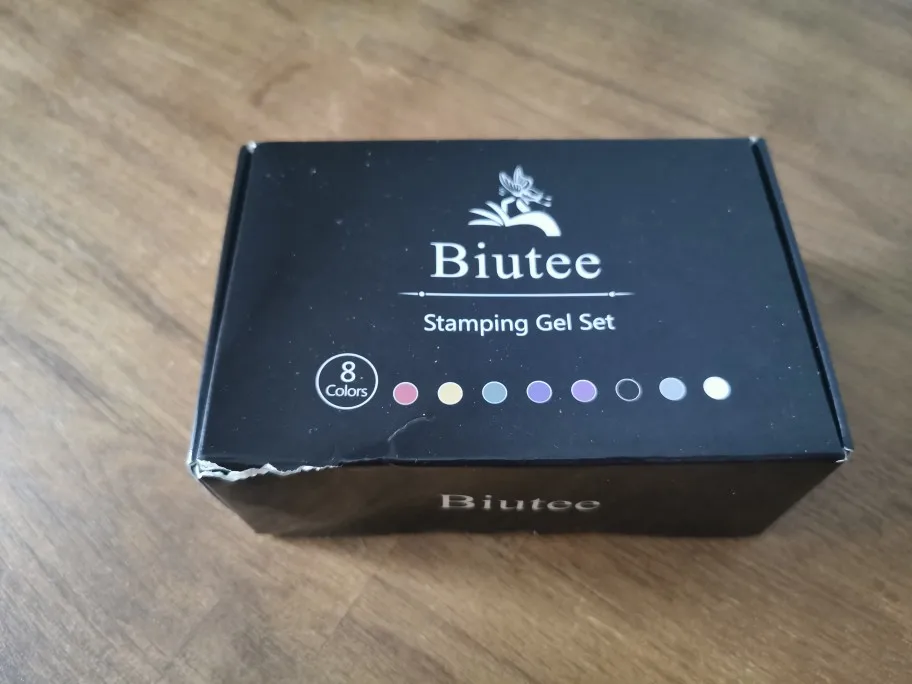 Biutee
Stamping Gel Set
8
Colors
Biutee